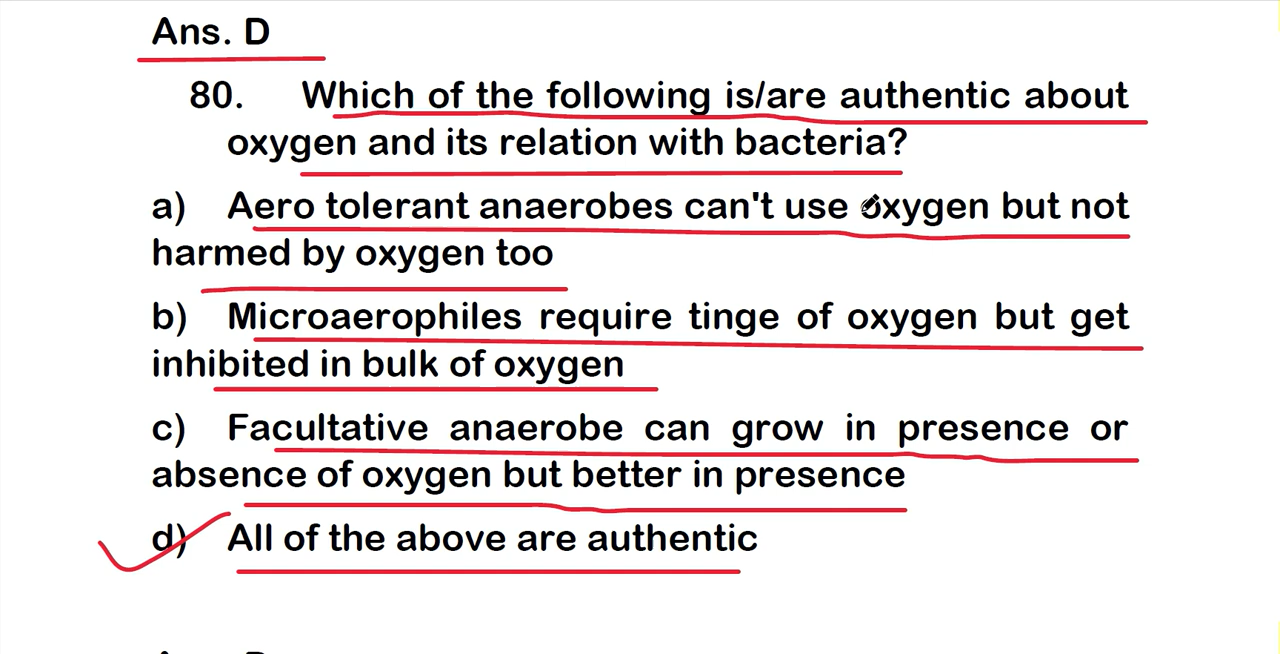 Ans. D
80. Which of the following is/are authentic about
oxygen and its relation with bacteria?
a) Aero tolerant anaerobes can't use oxygen but not
harmed by oxygen too
b) Microaerophiles require tinge of oxygen but get
inhibited in bulk of oxygen
c) Facultative anaerobe can grow in presence or
absence of oxygen but better in presence
d) All of the above are authentic